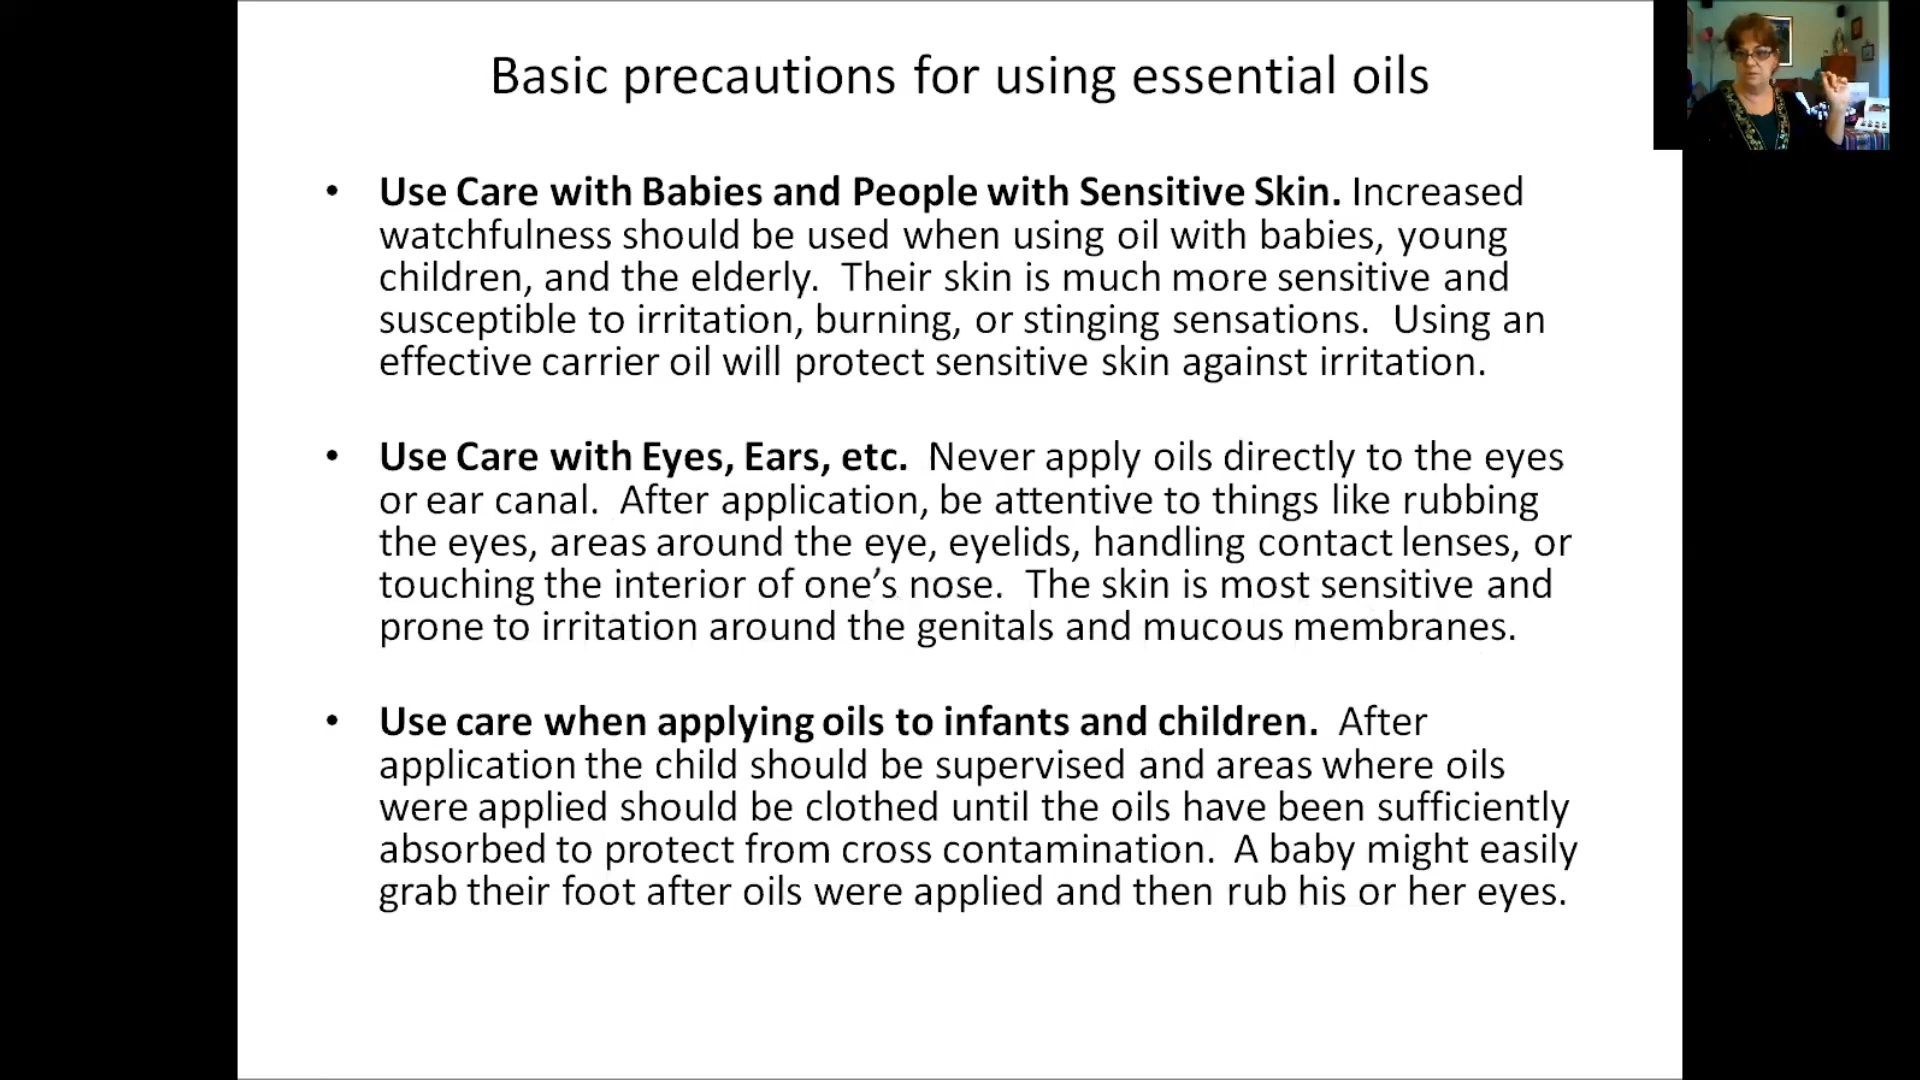 Basic precautions for using essential oils
• Use Care with Babies and People with Sensitive Skin. Increased
watchfulness should be used when using oil with babies, young
children, and the elderly.  Their skin is much more sensitive and
susceptible to irritation, burning, or stinging sensations.  Using an
effective carrier oil will protect sensitive skin against irritation.
• Use Care with Eyes, Ears, etc.  Never apply oils directly to the eyes
or ear canal.  After application, be attentive to things like rubbing
the eyes, areas around the eye, eyelids, handling contact lenses, or
touching the interior of one’s nose.  The skin is most sensitive and
prone to irritation around the genitals and mucous membranes.
• Use care when applying oils to infants and children.  After
application the child should be supervised and areas where oils
were applied should be clothed until the oils have been sufficiently
absorbed to protect from cross contamination.  A baby might easily
grab their foot after oils were applied and then rub his or her eyes.